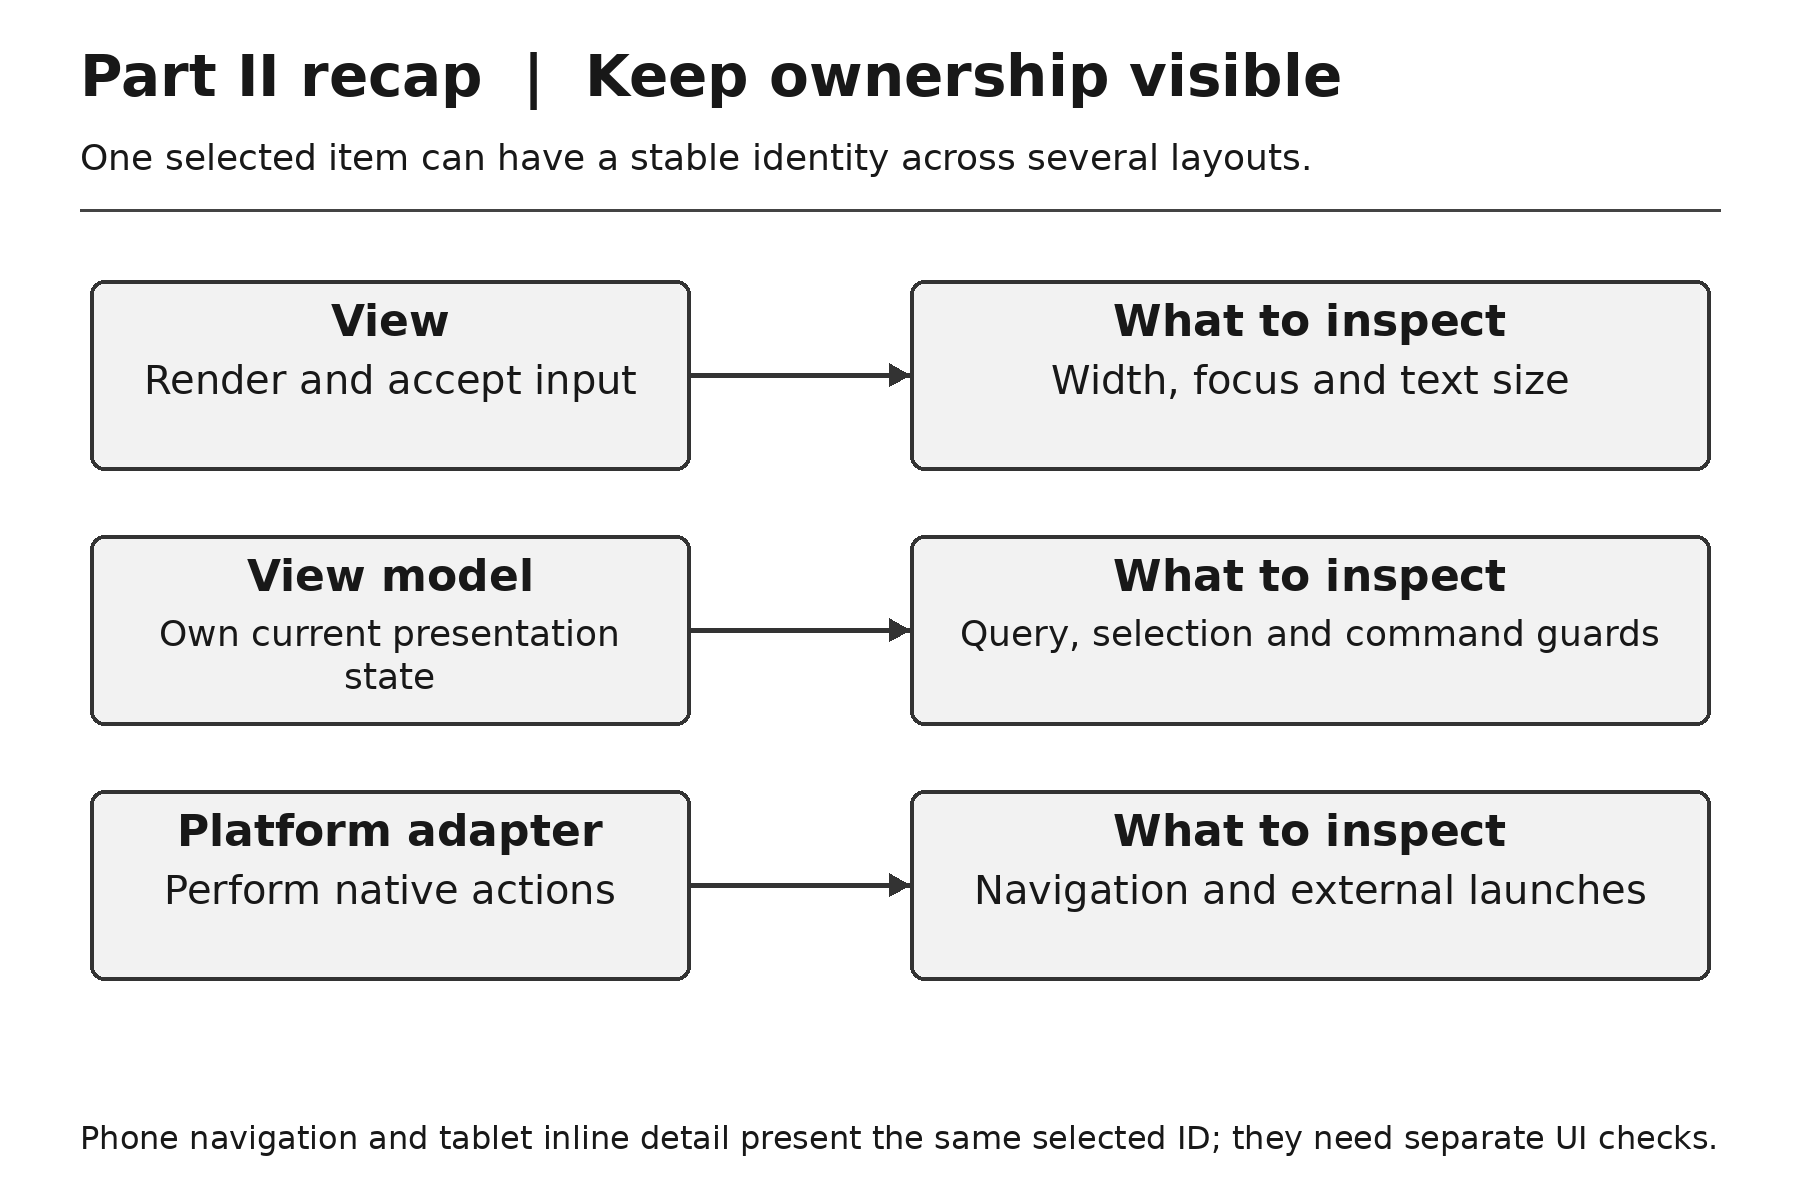 Part II recap | Keep ownership visible
One selected item can have a stable identity across several layouts.
View
Render and accept input
What to inspect
Width, focus and text size
View model
Own current presentation
state
What to inspect
Query, selection and command guards
Platform adapter
Perform native actions
What to inspect
Navigation and external launches
Phone navigation and tablet inline detail present the same selected ID; they need separate UI checks.